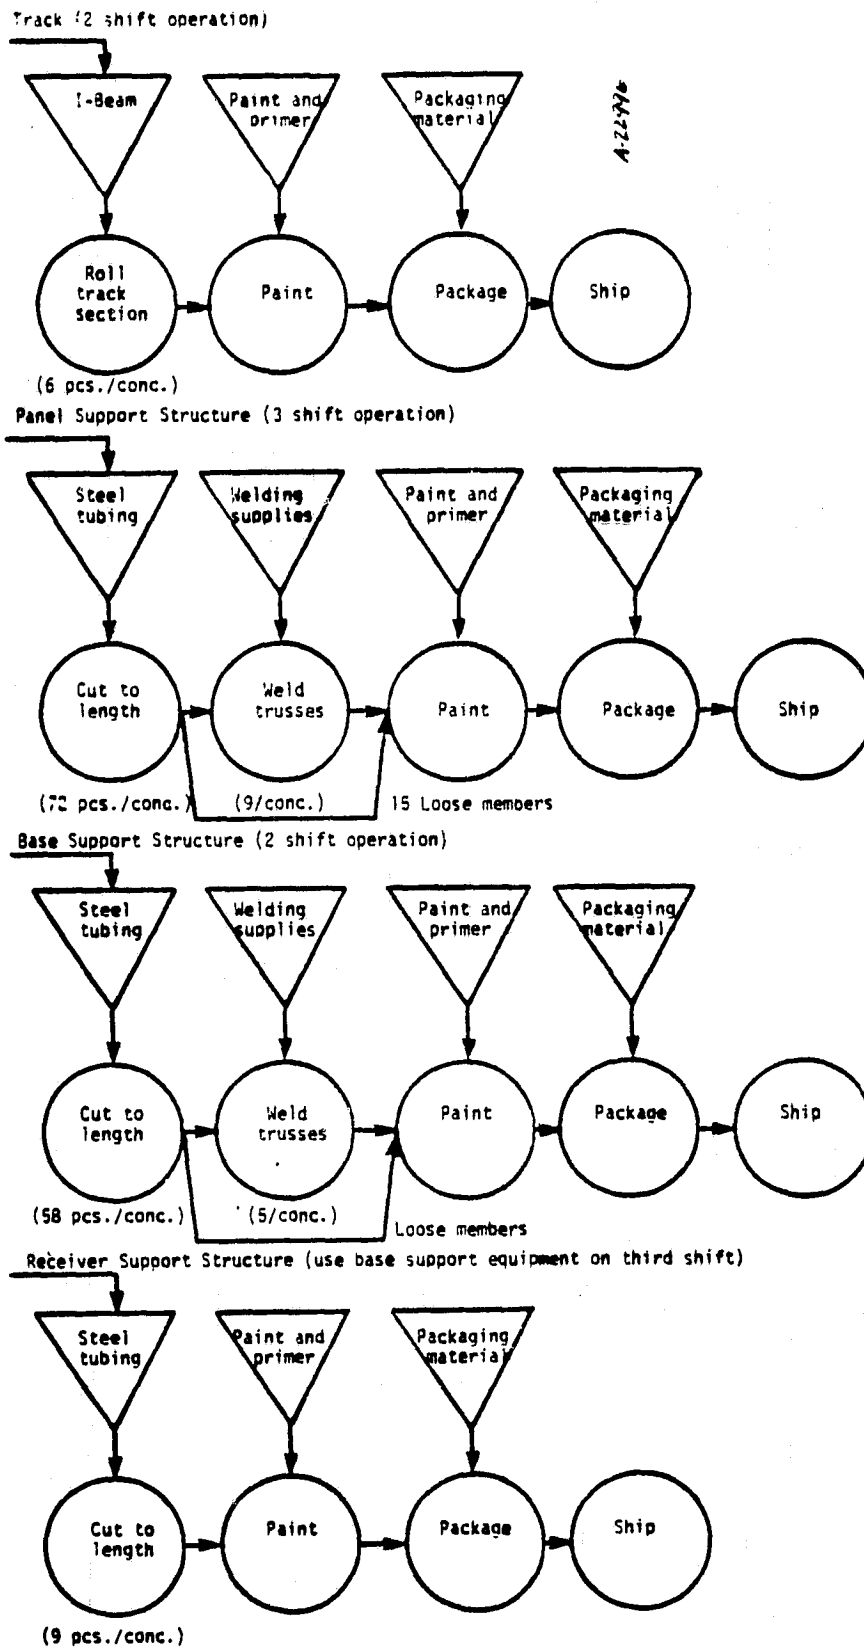 Track (2 shift operation)
I-Beam
Paint and
primer
Packaging
material
Roll
track
section
Paint
Package
Ship
(6 pcs./conc.)
Panel Support Structure (3 shift operation)
Steel
tubing
Welding
supplies
Paint and
primer
Packaging
material
Cut to
length
Weld
trusses
Paint
Package
Ship
(72 pcs./conc.)
(9/conc.)
15 Loose members
Base Support Structure (2 shift operation)
Steel
tubing
Welding
supplies
Paint and
primer
Packaging
material
Cut to
length
Weld
trusses
Paint
Package
Ship
(58 pcs./conc.)
(5/conc.)
Loose members
Receiver Support Structure (use base support equipment on third shift)
Steel
tubing
Paint and
primer
Packaging
material
Cut to
length
Paint
Package
Ship
(9 pcs./conc.)